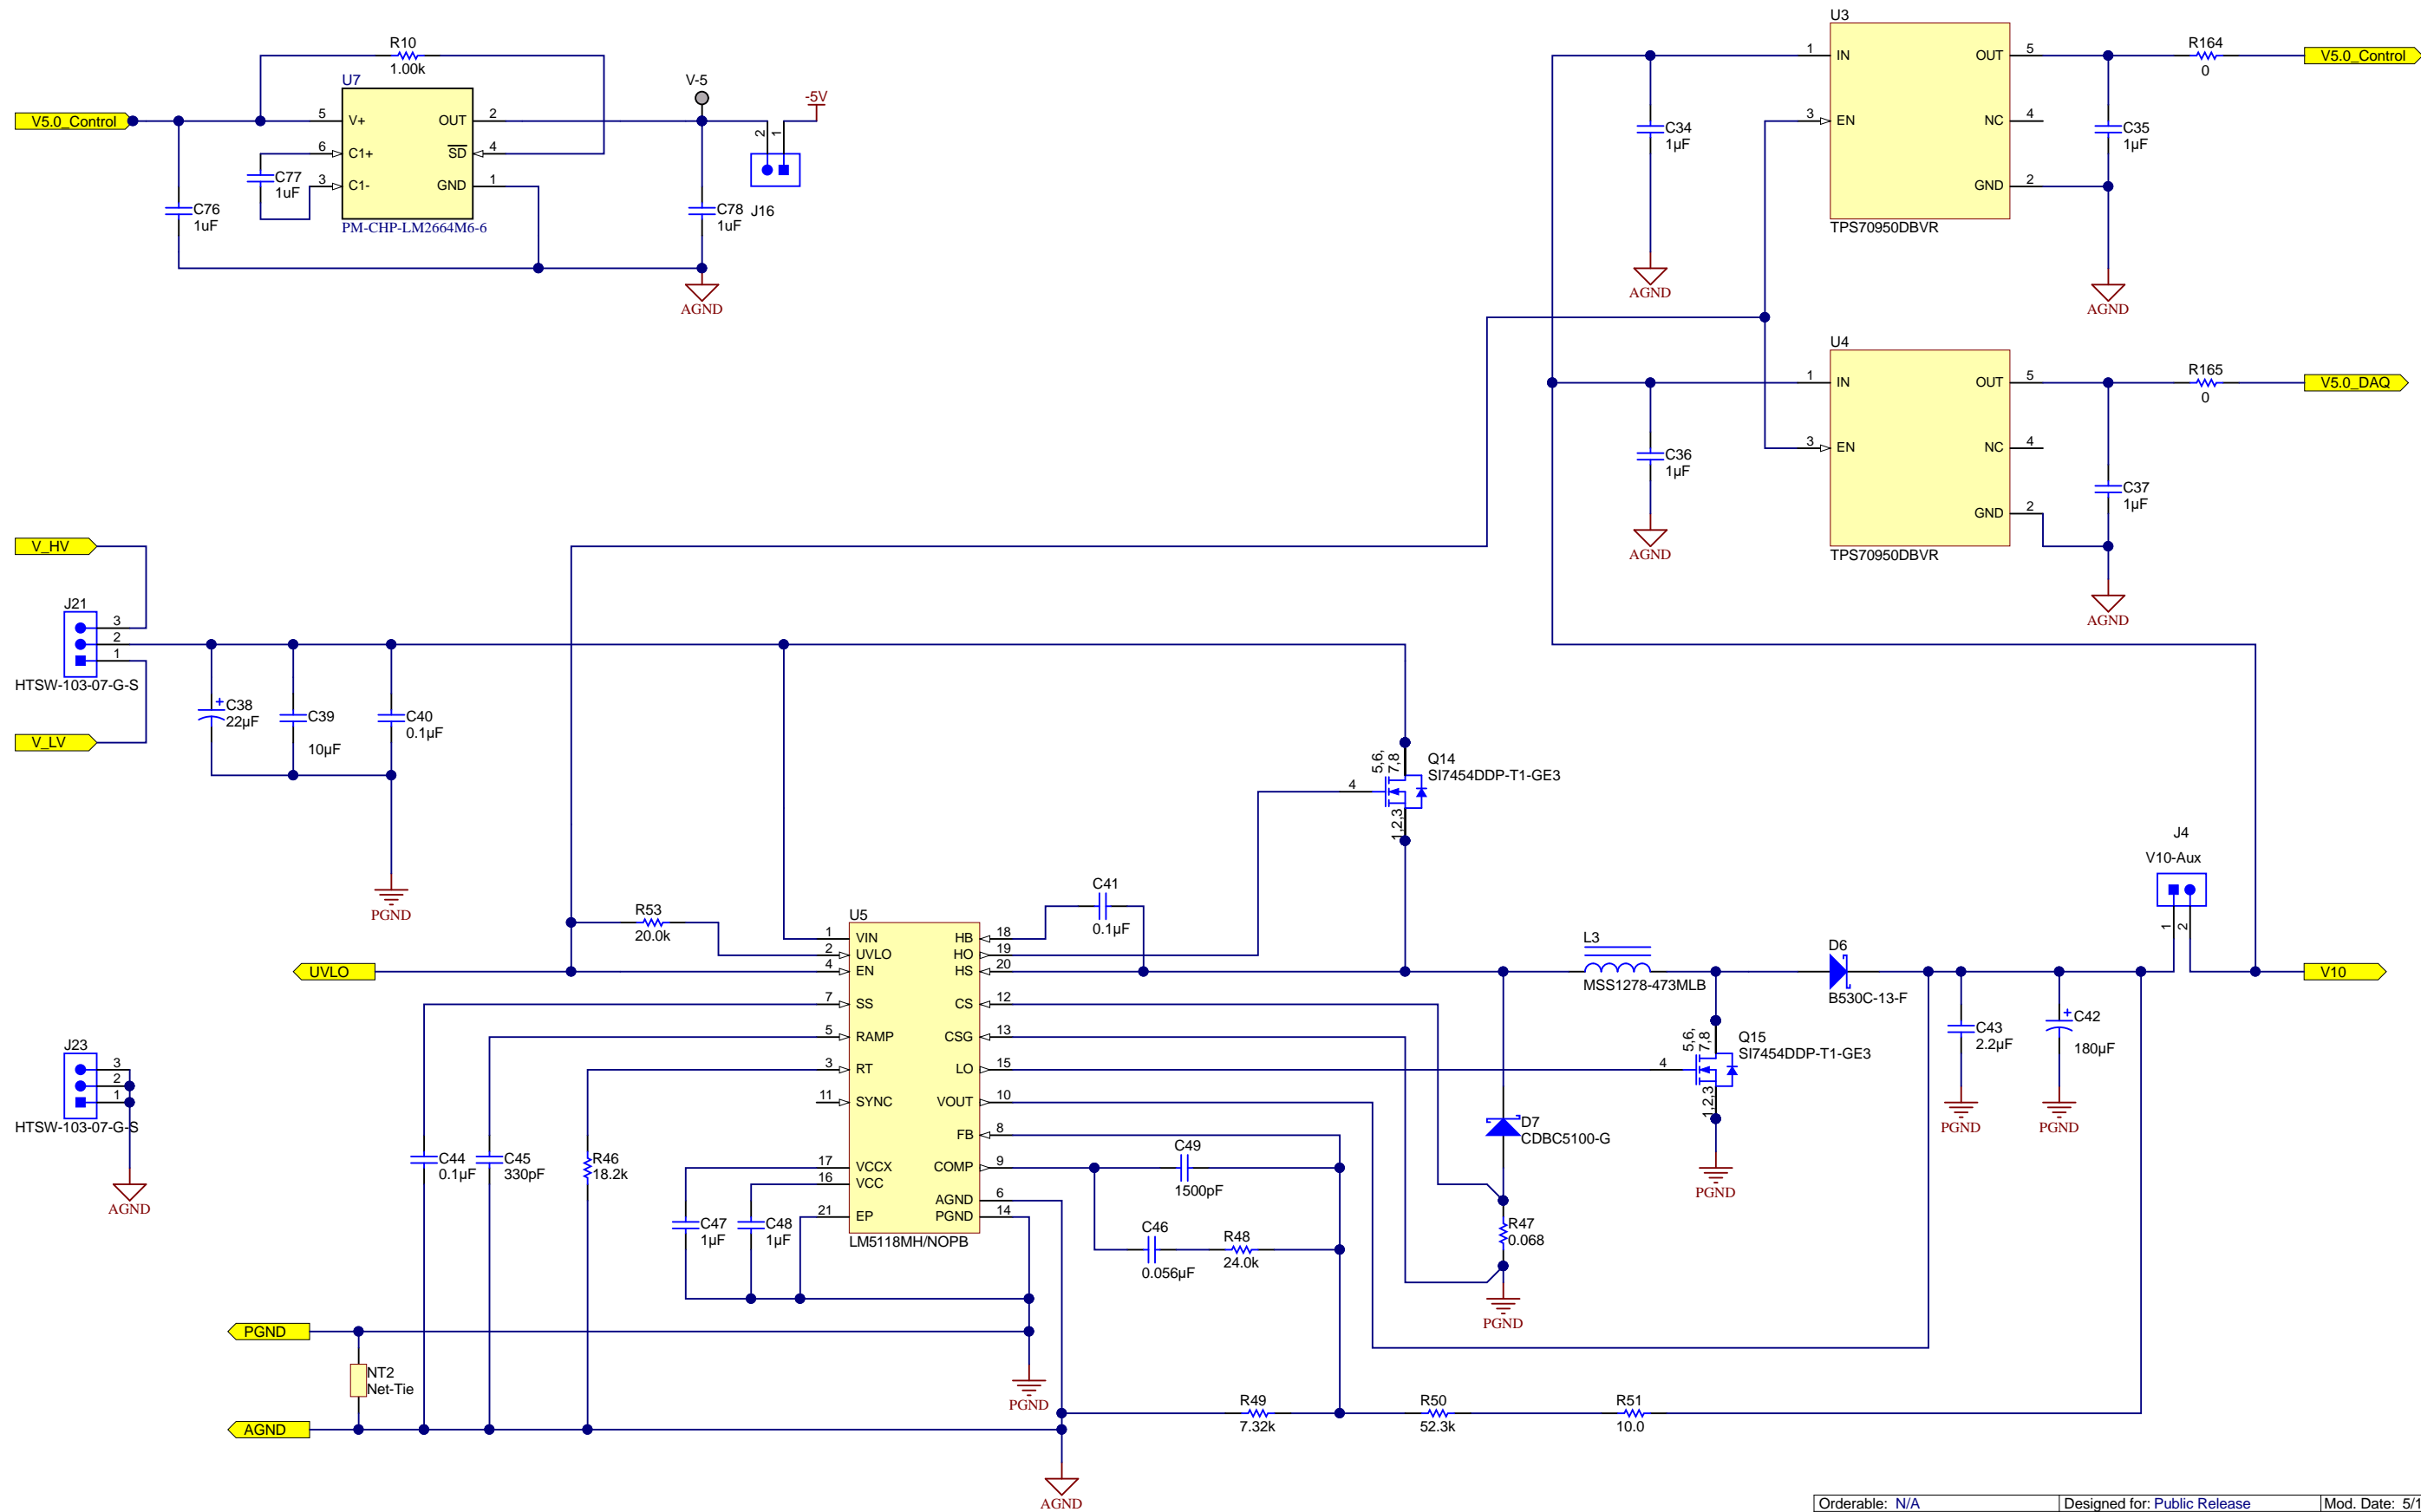 R10
1.00k
U7
V5.0_Control
5 V+ OUT 2
6 C1+ SD 4
3 C1- GND 1
PM-CHP-LM2664M6-6
C77
1uF
C76
1uF
V-5
-5V
2 1
C78
1uF
J16
AGND
U3
1 IN OUT 5
3 EN NC 4
GND 2
TPS70950DBVR
R164
0
V5.0_Control
C34
1µF
C35
1µF
AGND
AGND
U4
1 IN OUT 5
3 EN NC 4
GND 2
TPS70950DBVR
R165
0
V5.0_DAQ
C36
1µF
C37
1µF
AGND
AGND
V_HV
J21
3
2
1
HTSW-103-07-G-S
V_LV
+ C38
22µF
C39
10µF
C40
0.1µF
PGND
5,6,
7,8
4
1,2,3
Q14
SI7454DDP-T1-GE3
J4
V10-Aux
1 2
V10
R53
20.0k
UVLO
C41
0.1µF
U5
1 VIN HB 18
2 UVLO HO 19
4 EN HS 20
7 SS CS 12
5 RAMP CSG 13
3 RT LO 15
11 SYNC VOUT 10
FB 8
17 VCCX COMP 9
16 VCC
AGND 6
21 EP PGND 14
LM5118MH/NOPB
L3
MSS1278-473MLB
D6
B530C-13-F
5,6,
7,8
4
1,2,3
Q15
SI7454DDP-T1-GE3
PGND
C43
2.2µF
PGND
+ C42
180µF
PGND
D7
CDBC5100-G
R47
0.068
PGND
J23
3
2
1
HTSW-103-07-G-S
AGND
C44
0.1µF
C45
330pF
R46
18.2k
C47
1µF
C48
1µF
C49
1500pF
C46
0.056µF
R48
24.0k
PGND
NT2
Net-Tie
AGND
PGND
R49
7.32k
R50
52.3k
R51
10.0
AGND
Orderable: N/A Designed for: Public Release Mod. Date: 5/1